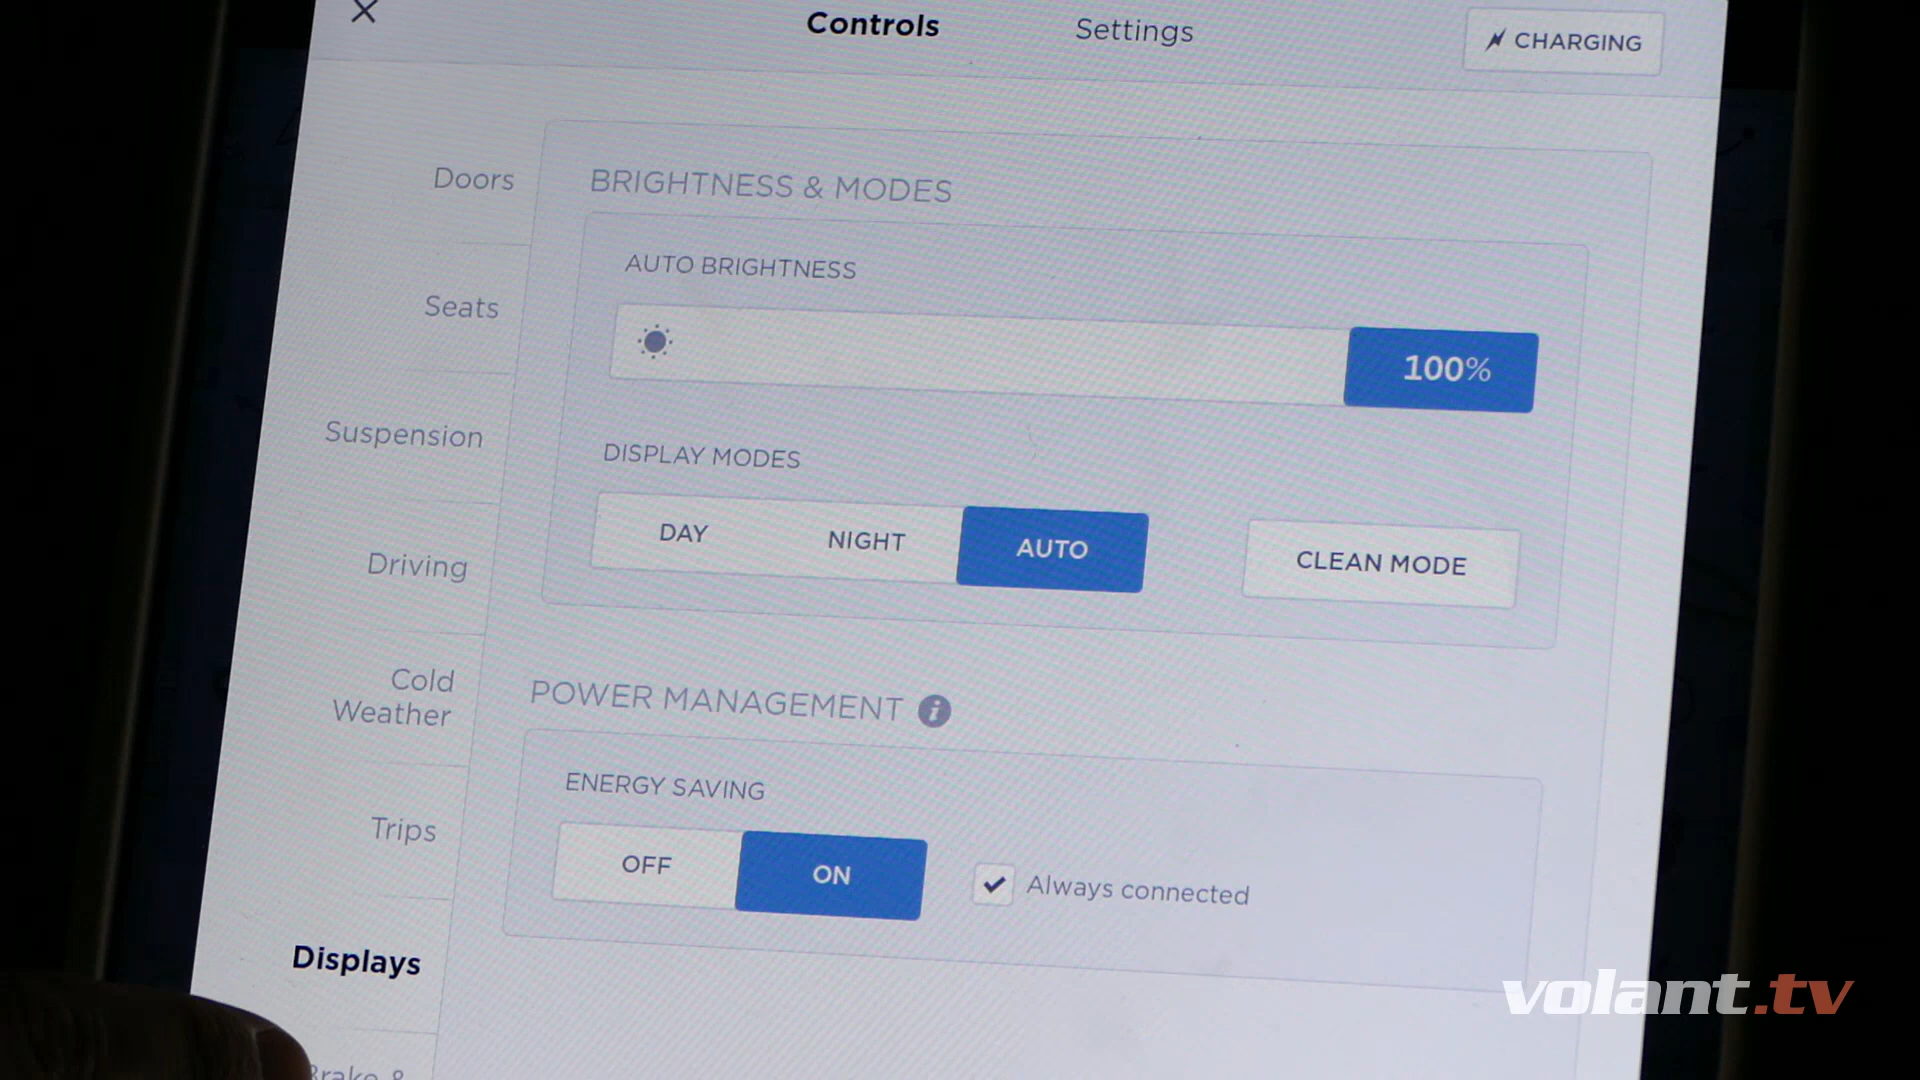 Controls
Settings
CHARGING
Doors
Seats
Suspension
Driving
Cold
Weather
Trips
Displays
Brake &
BRIGHTNESS & MODES
AUTO BRIGHTNESS
100%
DISPLAY MODES
DAY
NIGHT
AUTO
CLEAN MODE
POWER MANAGEMENT
ENERGY SAVING
OFF
ON
Always connected
volant.tv